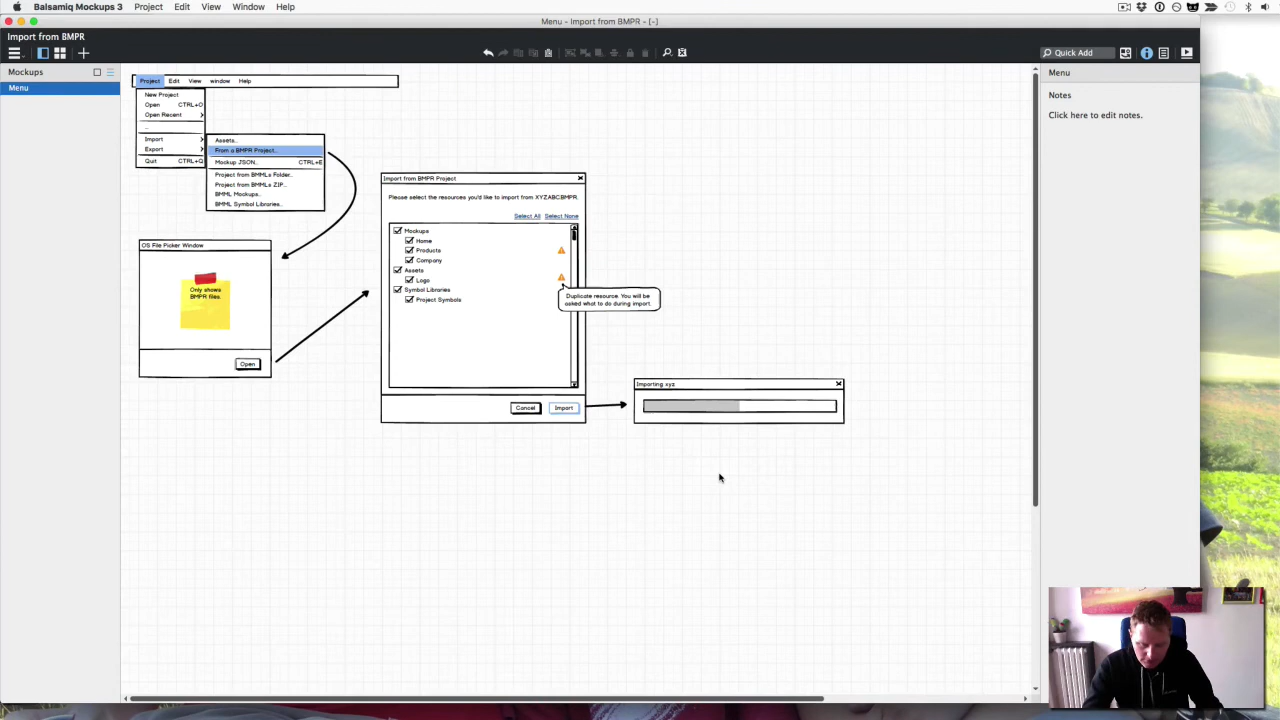 Balsamiq Mockups 3 Project Edit View Window Help
Menu - Import from BMPR - [-]
Import from BMPR
Quick Add
Mockups
Menu
Project Edit View window Help
New Project
Open CTRL+O
Open Recent
...
Import
Export
Quit CTRL+Q
Assets...
From a BMPR Project...
Mockup JSON... CTRL+E
Project from BMMLs Folder...
Project from BMMLs ZIP...
BMML Mockups...
BMML Symbol Libraries...
OS File Picker Window
Only shows
BMPR files.
Open
Import from BMPR Project
Please select the resources you'd like to import from XYZABC.BMPR.
Select All Select None
Mockups
Home
Products
Company
Assets
Logo
Symbol Libraries
Project Symbols
Duplicate resource. You will be
asked what to do during import.
Cancel Import
Importing xyz
Menu
Notes
Click here to edit notes.